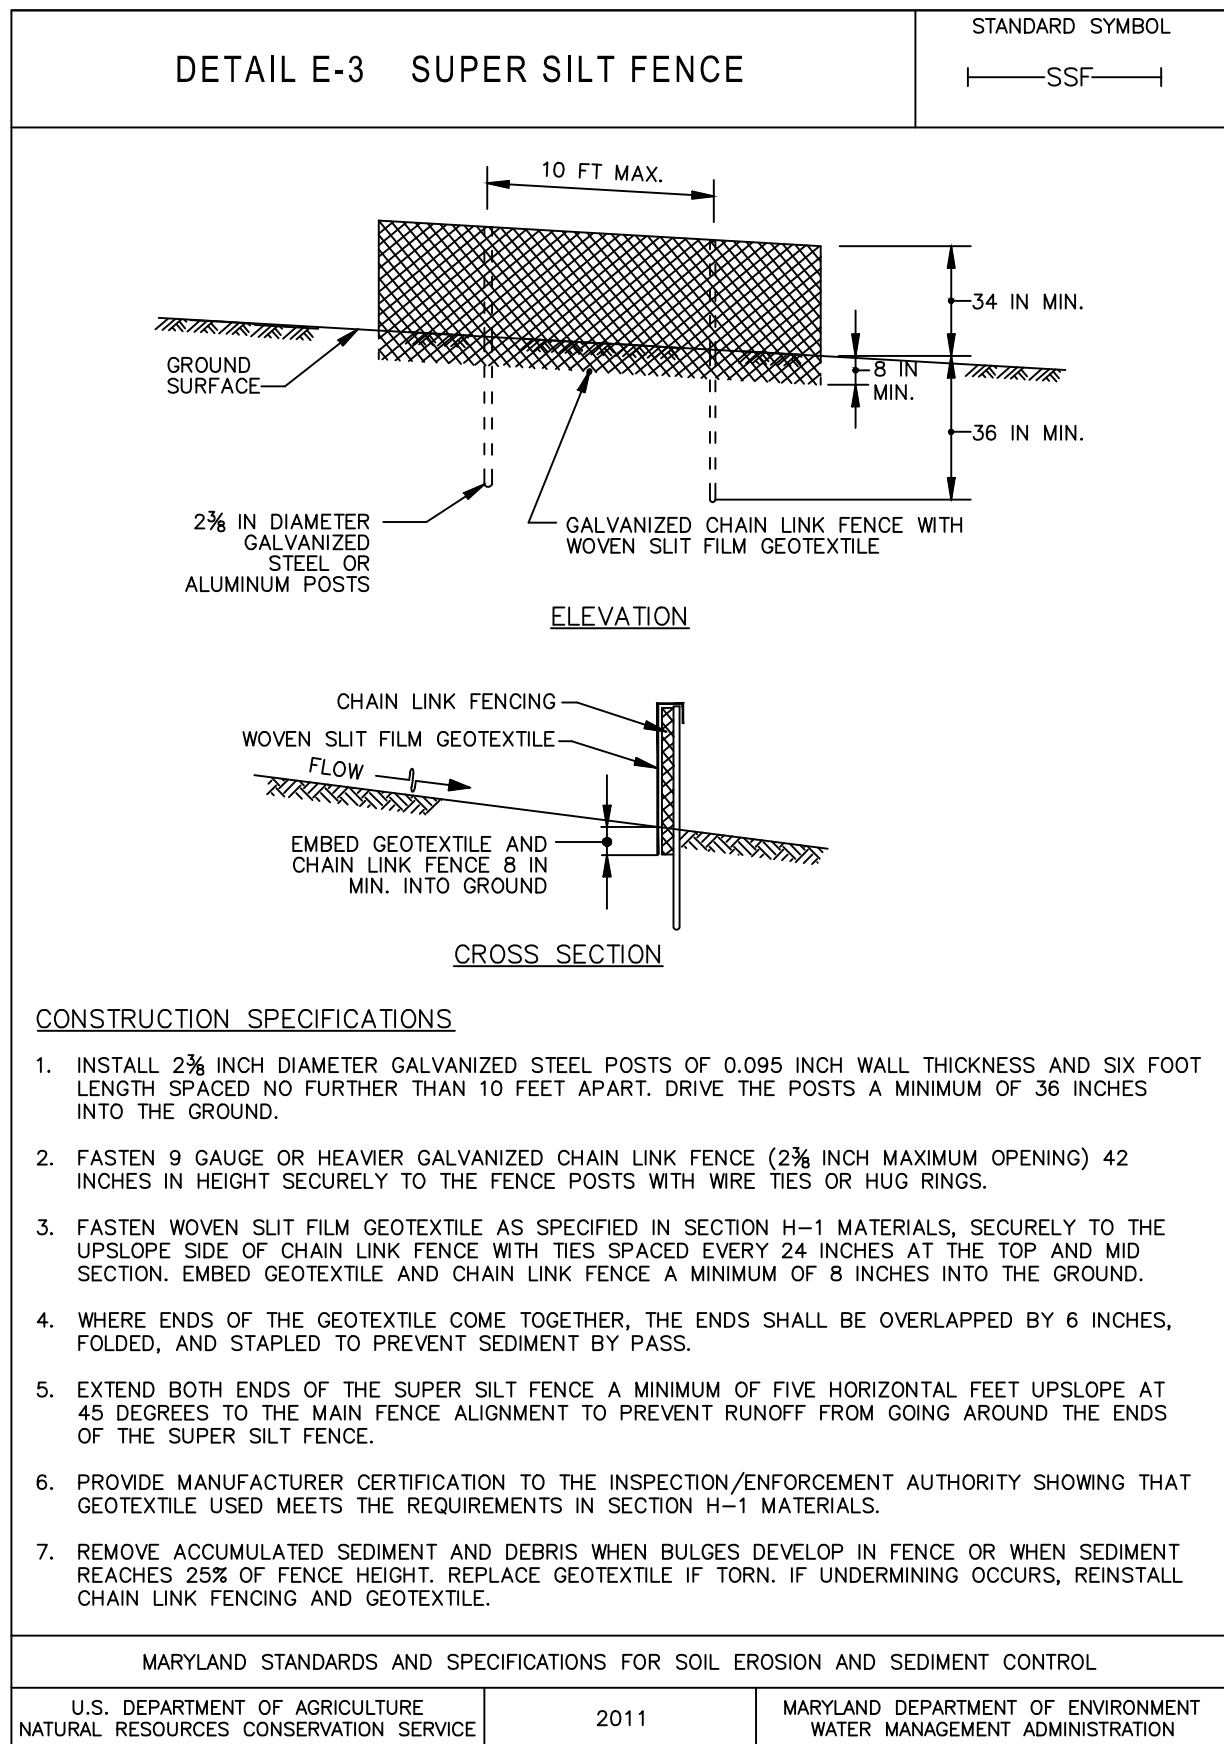 DETAIL E-3 SUPER SILT FENCE
STANDARD SYMBOL
SSF
10 FT MAX.
34 IN MIN.
GROUND
SURFACE
8 IN
MIN.
36 IN MIN.
2⅜ IN DIAMETER
GALVANIZED
STEEL OR
ALUMINUM POSTS
GALVANIZED CHAIN LINK FENCE WITH
WOVEN SLIT FILM GEOTEXTILE
ELEVATION
CHAIN LINK FENCING
WOVEN SLIT FILM GEOTEXTILE
FLOW
EMBED GEOTEXTILE AND
CHAIN LINK FENCE 8 IN
MIN. INTO GROUND
CROSS SECTION
CONSTRUCTION SPECIFICATIONS
1. INSTALL 2⅜ INCH DIAMETER GALVANIZED STEEL POSTS OF 0.095 INCH WALL THICKNESS AND SIX FOOT
LENGTH SPACED NO FURTHER THAN 10 FEET APART. DRIVE THE POSTS A MINIMUM OF 36 INCHES
INTO THE GROUND.
2. FASTEN 9 GAUGE OR HEAVIER GALVANIZED CHAIN LINK FENCE (2⅜ INCH MAXIMUM OPENING) 42
INCHES IN HEIGHT SECURELY TO THE FENCE POSTS WITH WIRE TIES OR HUG RINGS.
3. FASTEN WOVEN SLIT FILM GEOTEXTILE AS SPECIFIED IN SECTION H-1 MATERIALS, SECURELY TO THE
UPSLOPE SIDE OF CHAIN LINK FENCE WITH TIES SPACED EVERY 24 INCHES AT THE TOP AND MID
SECTION. EMBED GEOTEXTILE AND CHAIN LINK FENCE A MINIMUM OF 8 INCHES INTO THE GROUND.
4. WHERE ENDS OF THE GEOTEXTILE COME TOGETHER, THE ENDS SHALL BE OVERLAPPED BY 6 INCHES,
FOLDED, AND STAPLED TO PREVENT SEDIMENT BY PASS.
5. EXTEND BOTH ENDS OF THE SUPER SILT FENCE A MINIMUM OF FIVE HORIZONTAL FEET UPSLOPE AT
45 DEGREES TO THE MAIN FENCE ALIGNMENT TO PREVENT RUNOFF FROM GOING AROUND THE ENDS
OF THE SUPER SILT FENCE.
6. PROVIDE MANUFACTURER CERTIFICATION TO THE INSPECTION/ENFORCEMENT AUTHORITY SHOWING THAT
GEOTEXTILE USED MEETS THE REQUIREMENTS IN SECTION H-1 MATERIALS.
7. REMOVE ACCUMULATED SEDIMENT AND DEBRIS WHEN BULGES DEVELOP IN FENCE OR WHEN SEDIMENT
REACHES 25% OF FENCE HEIGHT. REPLACE GEOTEXTILE IF TORN. IF UNDERMINING OCCURS, REINSTALL
CHAIN LINK FENCING AND GEOTEXTILE.
MARYLAND STANDARDS AND SPECIFICATIONS FOR SOIL EROSION AND SEDIMENT CONTROL
U.S. DEPARTMENT OF AGRICULTURE
NATURAL RESOURCES CONSERVATION SERVICE
2011
MARYLAND DEPARTMENT OF ENVIRONMENT
WATER MANAGEMENT ADMINISTRATION